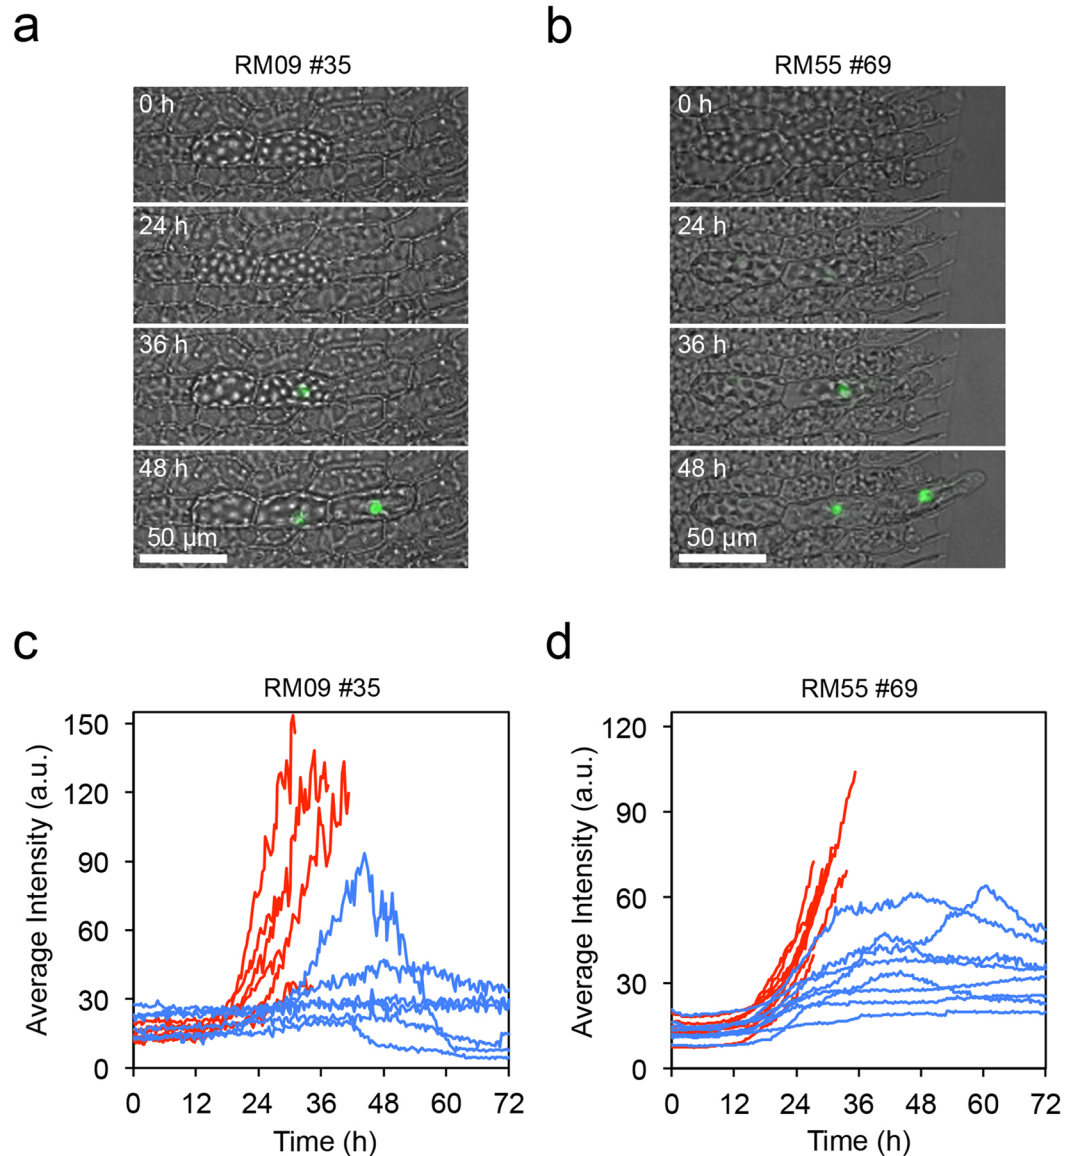 a
b
RM09 #35
RM55 #69
0 h
0 h
24 h
24 h
36 h
36 h
48 h
48 h
50 µm
50 µm
c
d
RM09 #35
RM55 #69
Average Intensity (a.u.)
150
120
90
60
30
0
0 12 24 36 48 60 72
Time (h)
Average Intensity (a.u.)
120
90
60
30
0
0 12 24 36 48 60 72
Time (h)